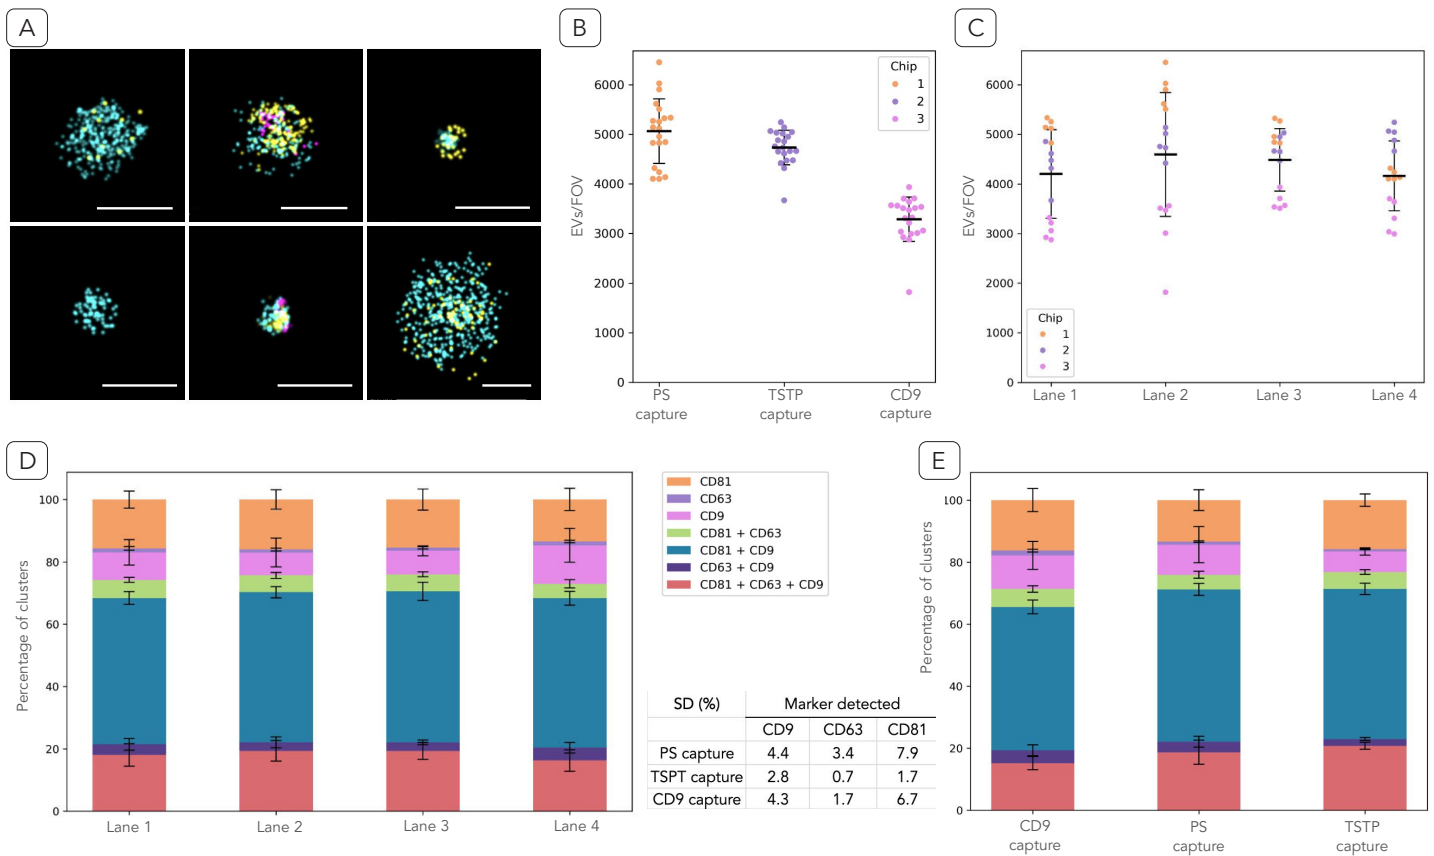 A
B
C
EVs/FOV
6000
5000
4000
3000
2000
1000
0
Chip
1
2
3
PS
capture
TSTP
capture
CD9
capture
EVs/FOV
6000
5000
4000
3000
2000
1000
0
Chip
1
2
3
Lane 1
Lane 2
Lane 3
Lane 4
D
Percentage of clusters
100
80
60
40
20
0
Lane 1
Lane 2
Lane 3
Lane 4
CD81
CD63
CD9
CD81 + CD63
CD81 + CD9
CD63 + CD9
CD81 + CD63 + CD9
SD (%) Marker detected
CD9 CD63 CD81
PS capture 4.4 3.4 7.9
TSPT capture 2.8 0.7 1.7
CD9 capture 4.3 1.7 6.7
E
Percentage of clusters
100
80
60
40
20
0
CD9
capture
PS
capture
TSTP
capture